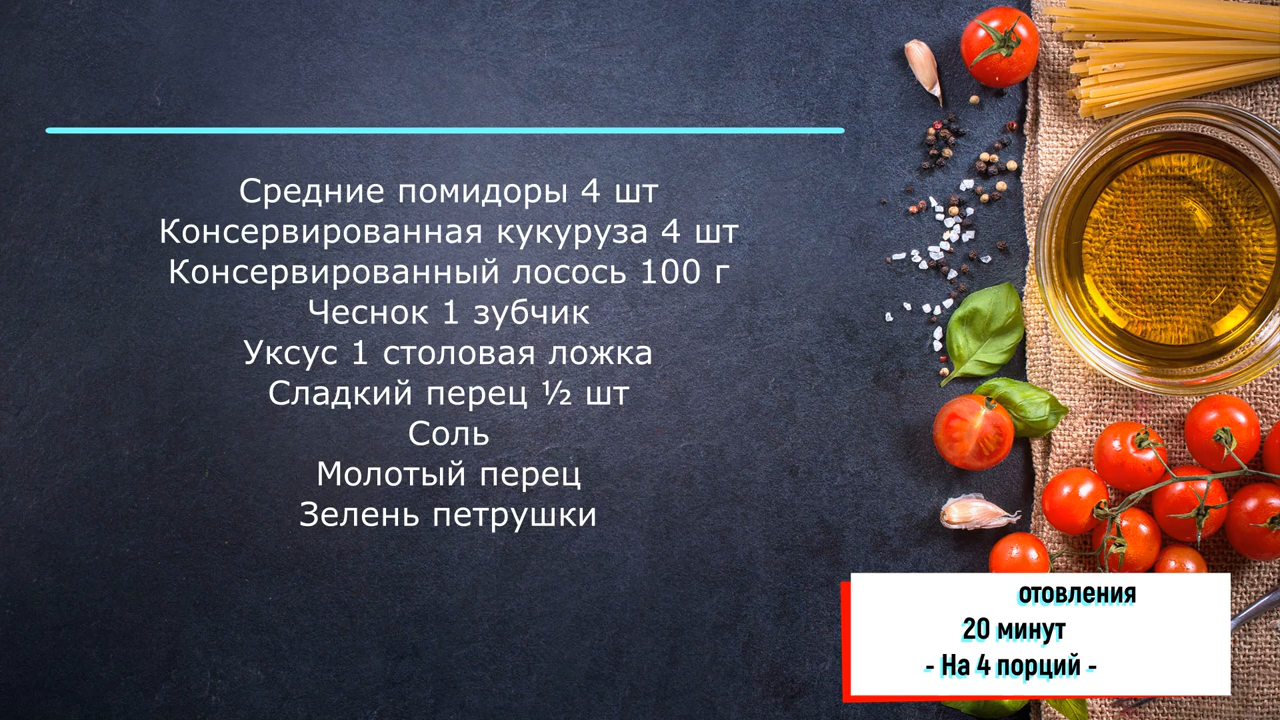 Средние помидоры 4 шт
Консервированная кукуруза 4 шт
Консервированный лосось 100 г
Чеснок 1 зубчик
Уксус 1 столовая ложка
Сладкий перец ½ шт
Соль
Молотый перец
Зелень петрушки
отовления
20 минут
- На 4 порций -